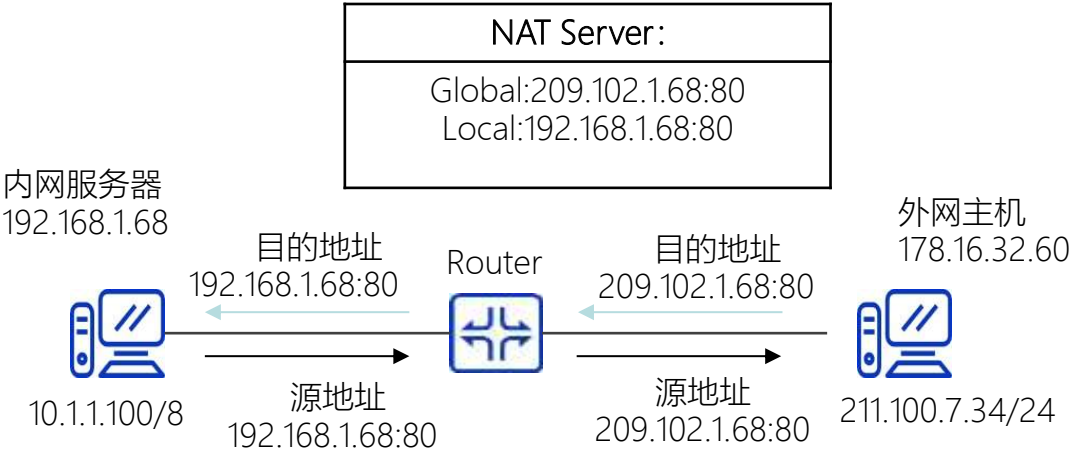 NAT Server:
Global:209.102.1.68:80
Local:192.168.1.68:80
内网服务器
192.168.1.68
外网主机
178.16.32.60
目的地址
192.168.1.68:80
Router
目的地址
209.102.1.68:80
10.1.1.100/8
源地址
192.168.1.68:80
源地址
209.102.1.68:80
211.100.7.34/24